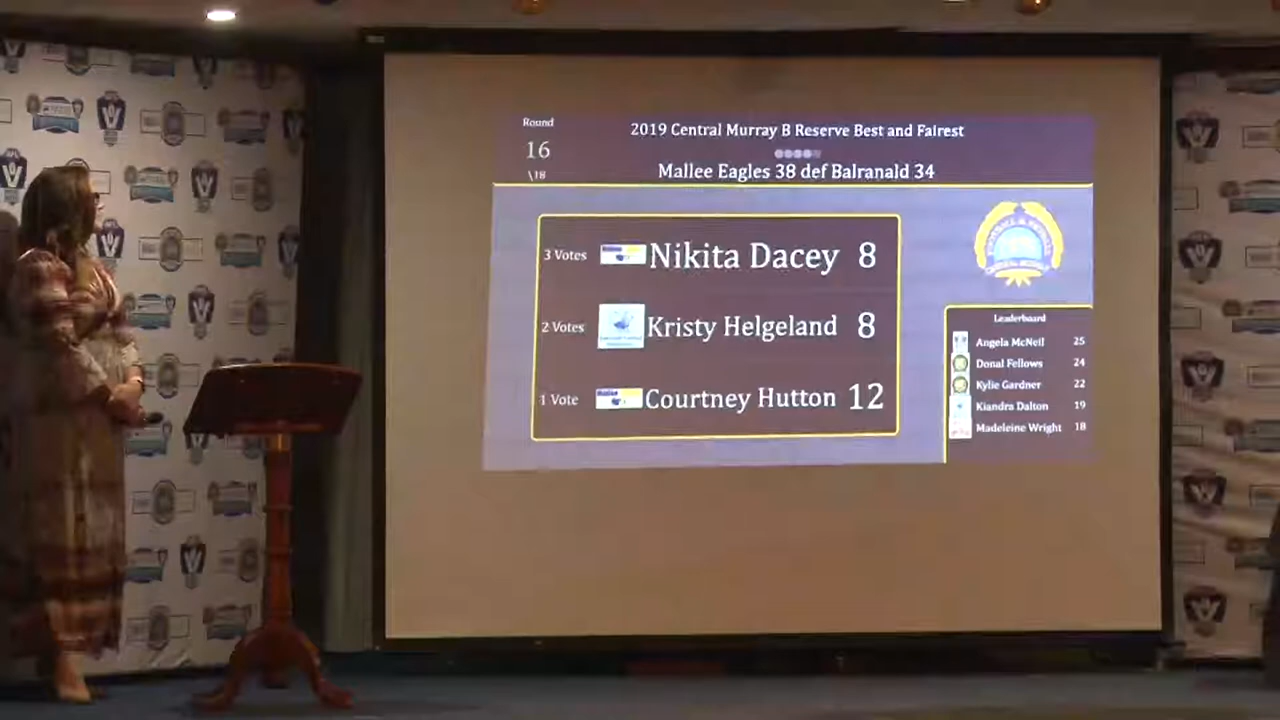 Round
16
\18
2019 Central Murray B Reserve Best and Fairest
Mallee Eagles 38 def Balranald 34
3 Votes Nikita Dacey 8
2 Votes Kristy Helgeland 8
1 Vote Courtney Hutton 12
Leaderboard
Angela McNeil 25
Donal Fellows 24
Kylie Gardner 22
Kiandra Dalton 19
Madeleine Wright 18